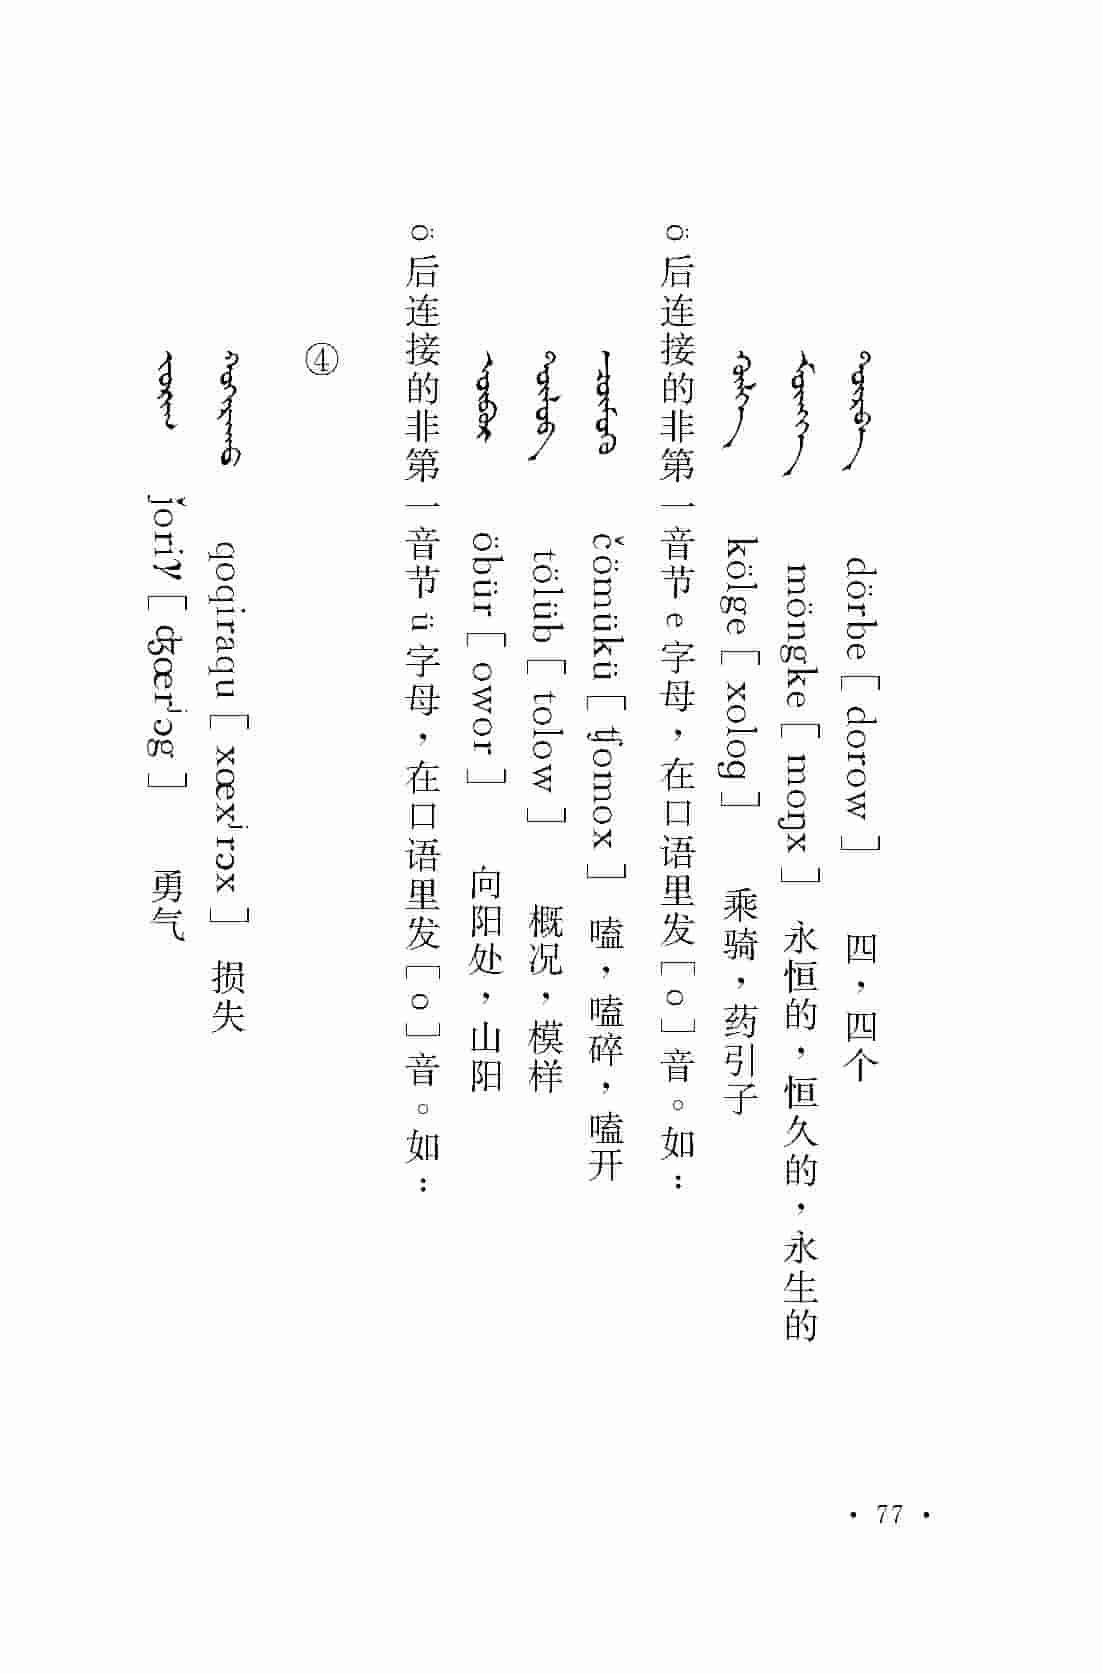 ᠵᠣᠷᠢᠭ ǰoriγ [ʤœrʲɔg] 勇气
ᠬᠣᠬᠢᠷᠠᠬᠤ qoqiraqu [xœxʲrɔx] 损失
④
ö后连接的非第一音节 ü字母，在口语里发[o]音。如：
ᠥᠪᠦᠷ öbür [owor] 向阳处，山阳
ᠲᠥᠯᠦᠪ tölüb [tolow] 概况，模样
ᠴᠥᠮᠦᠬᠦ čömükü [ʧomox] 嗑，嗑碎，嗑开
ö后连接的非第一音节 e字母，在口语里发[o]音。如：
ᠬᠥᠯᠭᠡ kölge [xolog] 乘骑，药引子
ᠮᠥᠩᠬᠡ möngke [moŋx] 永恒的，恒久的，永生的
ᠳᠥᠷᠪᠡ dörbe [dorow] 四，四个
· 77 ·